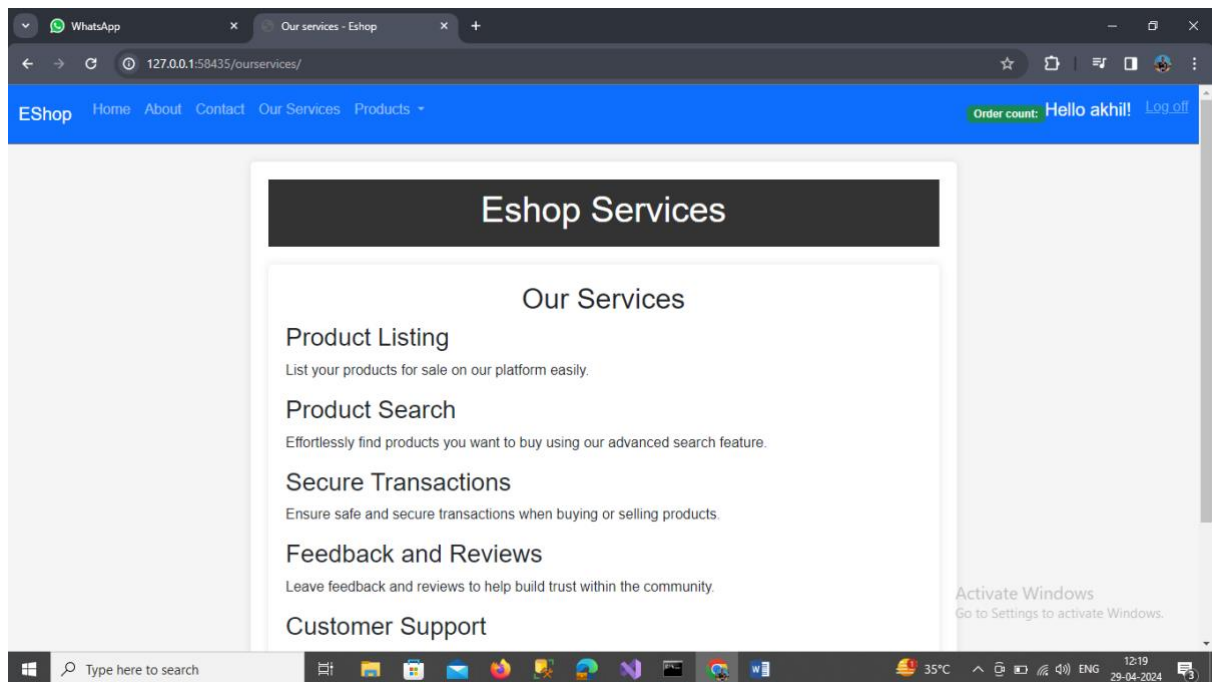 WhatsApp
Our services - Eshop
127.0.0.1:58435/ourservices/
EShop Home About Contact Our Services Products Order count: Hello akhil! Log off
Eshop Services
Our Services
Product Listing
List your products for sale on our platform easily.
Product Search
Effortlessly find products you want to buy using our advanced search feature.
Secure Transactions
Ensure safe and secure transactions when buying or selling products.
Feedback and Reviews
Leave feedback and reviews to help build trust within the community.
Customer Support
Activate Windows
Go to Settings to activate Windows.
Type here to search
35°C
ENG
12:19
29-04-2024
3